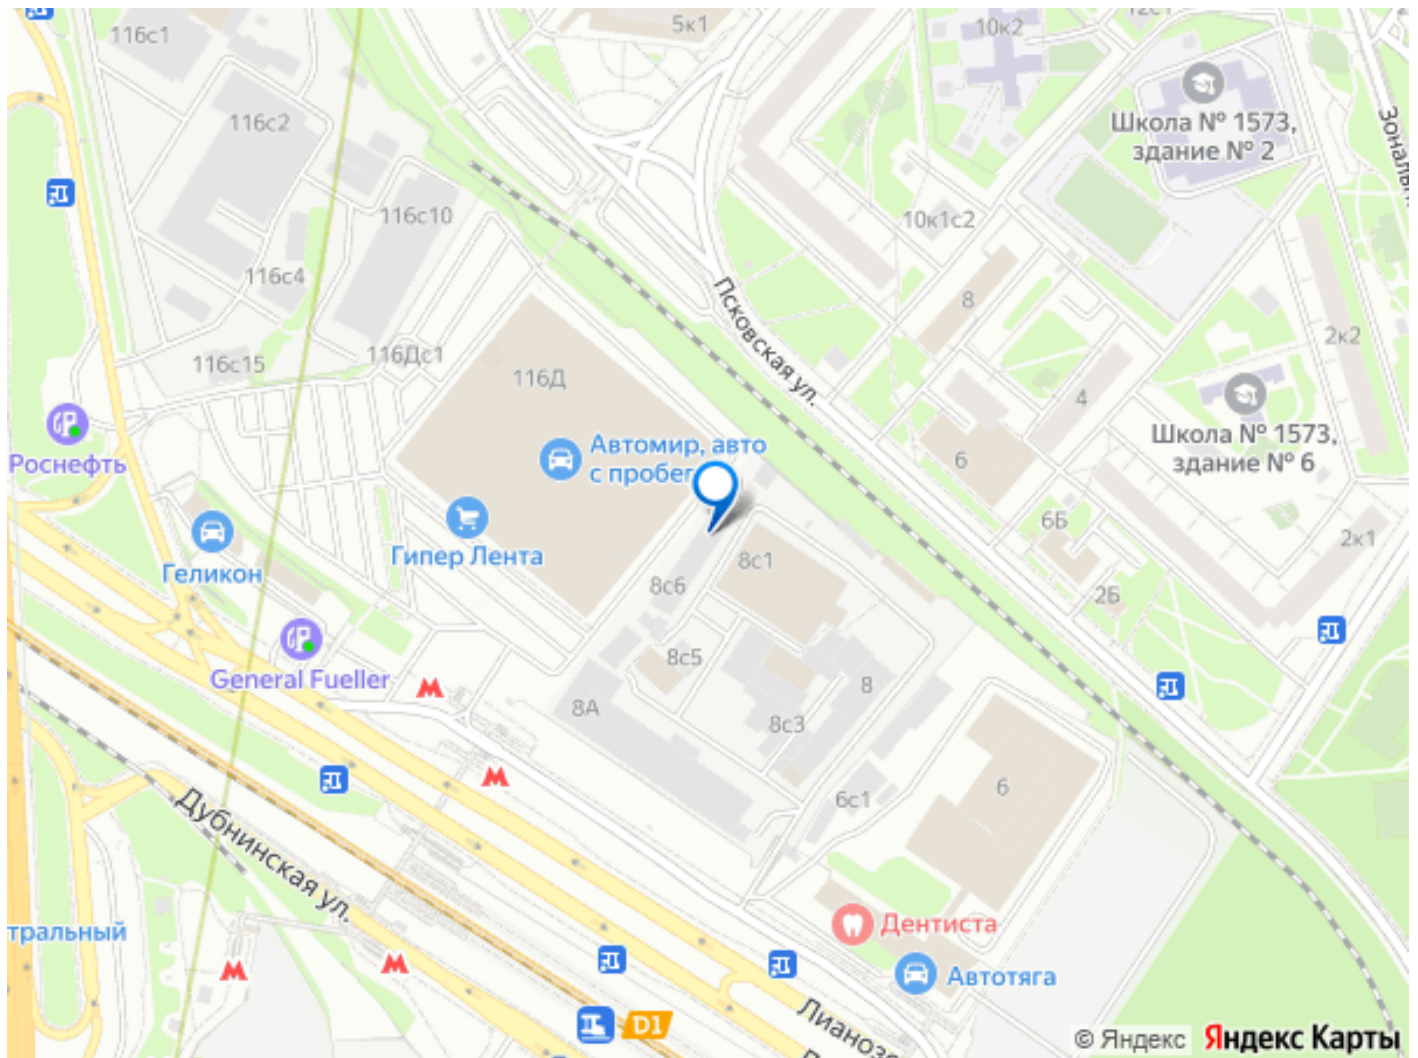 116с1
5к1
10к2
12с1
116с2
Школа № 1573,
здание № 2
Зональн
116с10
10к1с2
116с4
Псковская ул.
8
2к2
116с15
116Дс1
116Д
4
Роснефть
Автомир, авто
с пробег
Школа № 1573,
здание № 6
6
6Б
2к1
Гипер Лента
Геликон
8с1
8с6
2Б
General Fueller
8с5
8
8А
8с3
6
6с1
Дубнинская ул.
тральный
Дентиста
Автотяга
D1
Лианозо
© Яндекс Яндекс Карты